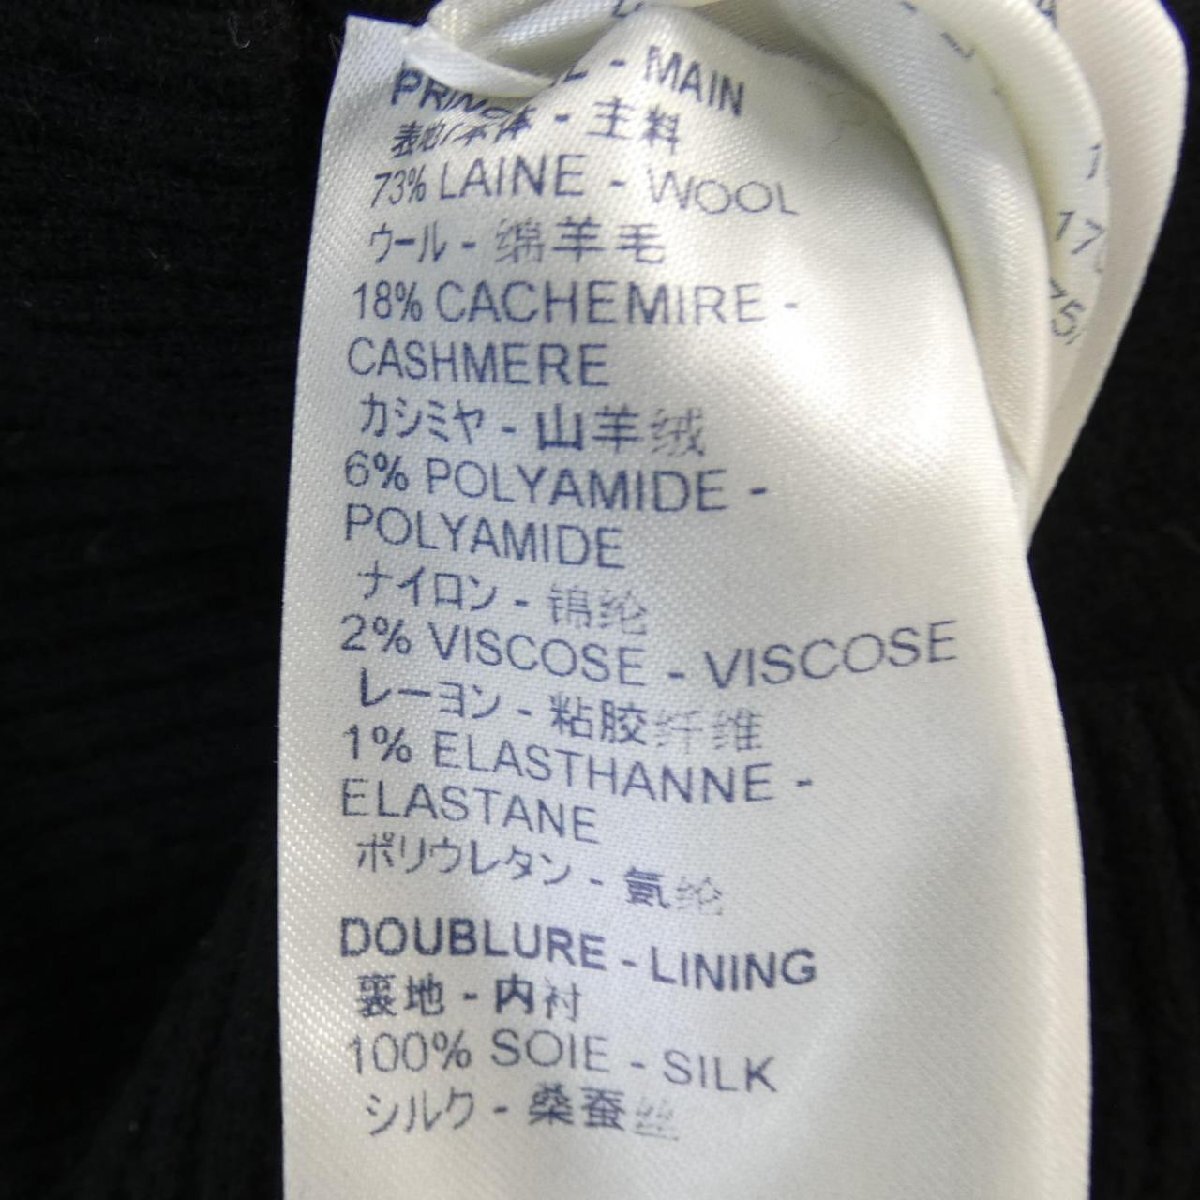 - MAIN
表地/本体 - 主料
73% LAINE - WOOL
ウール - 绵羊毛
18% CACHEMIRE -
CASHMERE
カシミヤ - 山羊绒
6% POLYAMIDE -
POLYAMIDE
ナイロン - 锦纶
2% VISCOSE - VISCOSE
レーヨン - 粘胶纤维
1% ELASTHANNE -
ELASTANE
ポリウレタン - 氨纶
DOUBLURE - LINING
裏地 - 内衬
100% SOIE - SILK
シルク - 桑蚕丝